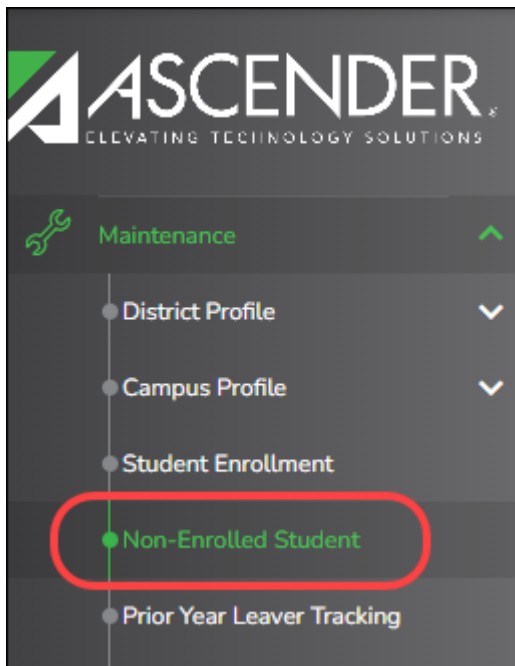 ASCENDER
ELEVATING TECHNOLOGY SOLUTIONS
Maintenance
District Profile
Campus Profile
Student Enrollment
Non-Enrolled Student
Prior Year Leaver Tracking